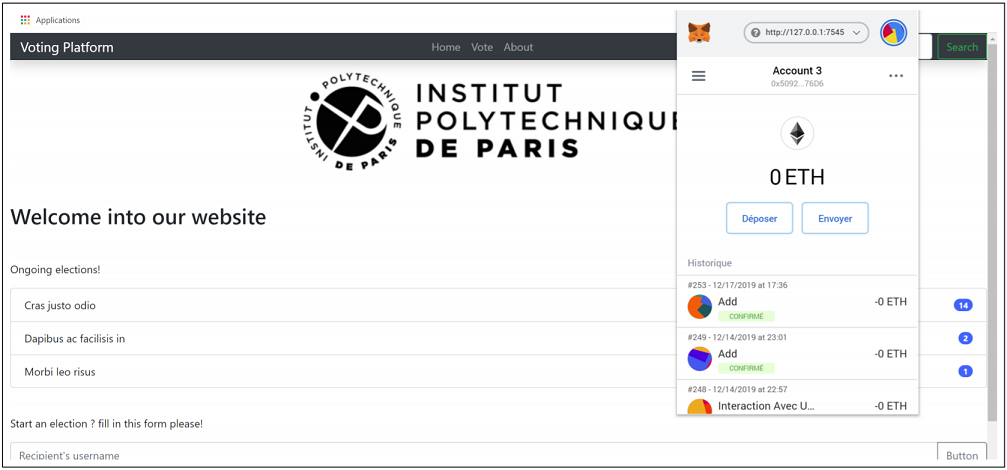 Applications
Voting Platform
Home Vote About
Search
POLYTECHNIQUE
INSTITUT
DE PARIS
INSTITUT
POLYTECHNIQUE
DE PARIS
Welcome into our website
Ongoing elections!
Cras justo odio
14
Dapibus ac facilisis in
2
Morbi leo risus
1
Start an election ? fill in this form please!
Recipient's username
Button
http://127.0.0.1:7545
Account 3
0x5092...76D6
0 ETH
Déposer Envoyer
Historique
#253 - 12/17/2019 at 17:36
Add -0 ETH
CONFIRMÉ
#249 - 12/14/2019 at 23:01
Add -0 ETH
CONFIRMÉ
#248 - 12/14/2019 at 22:57
Interaction Avec U... -0 ETH